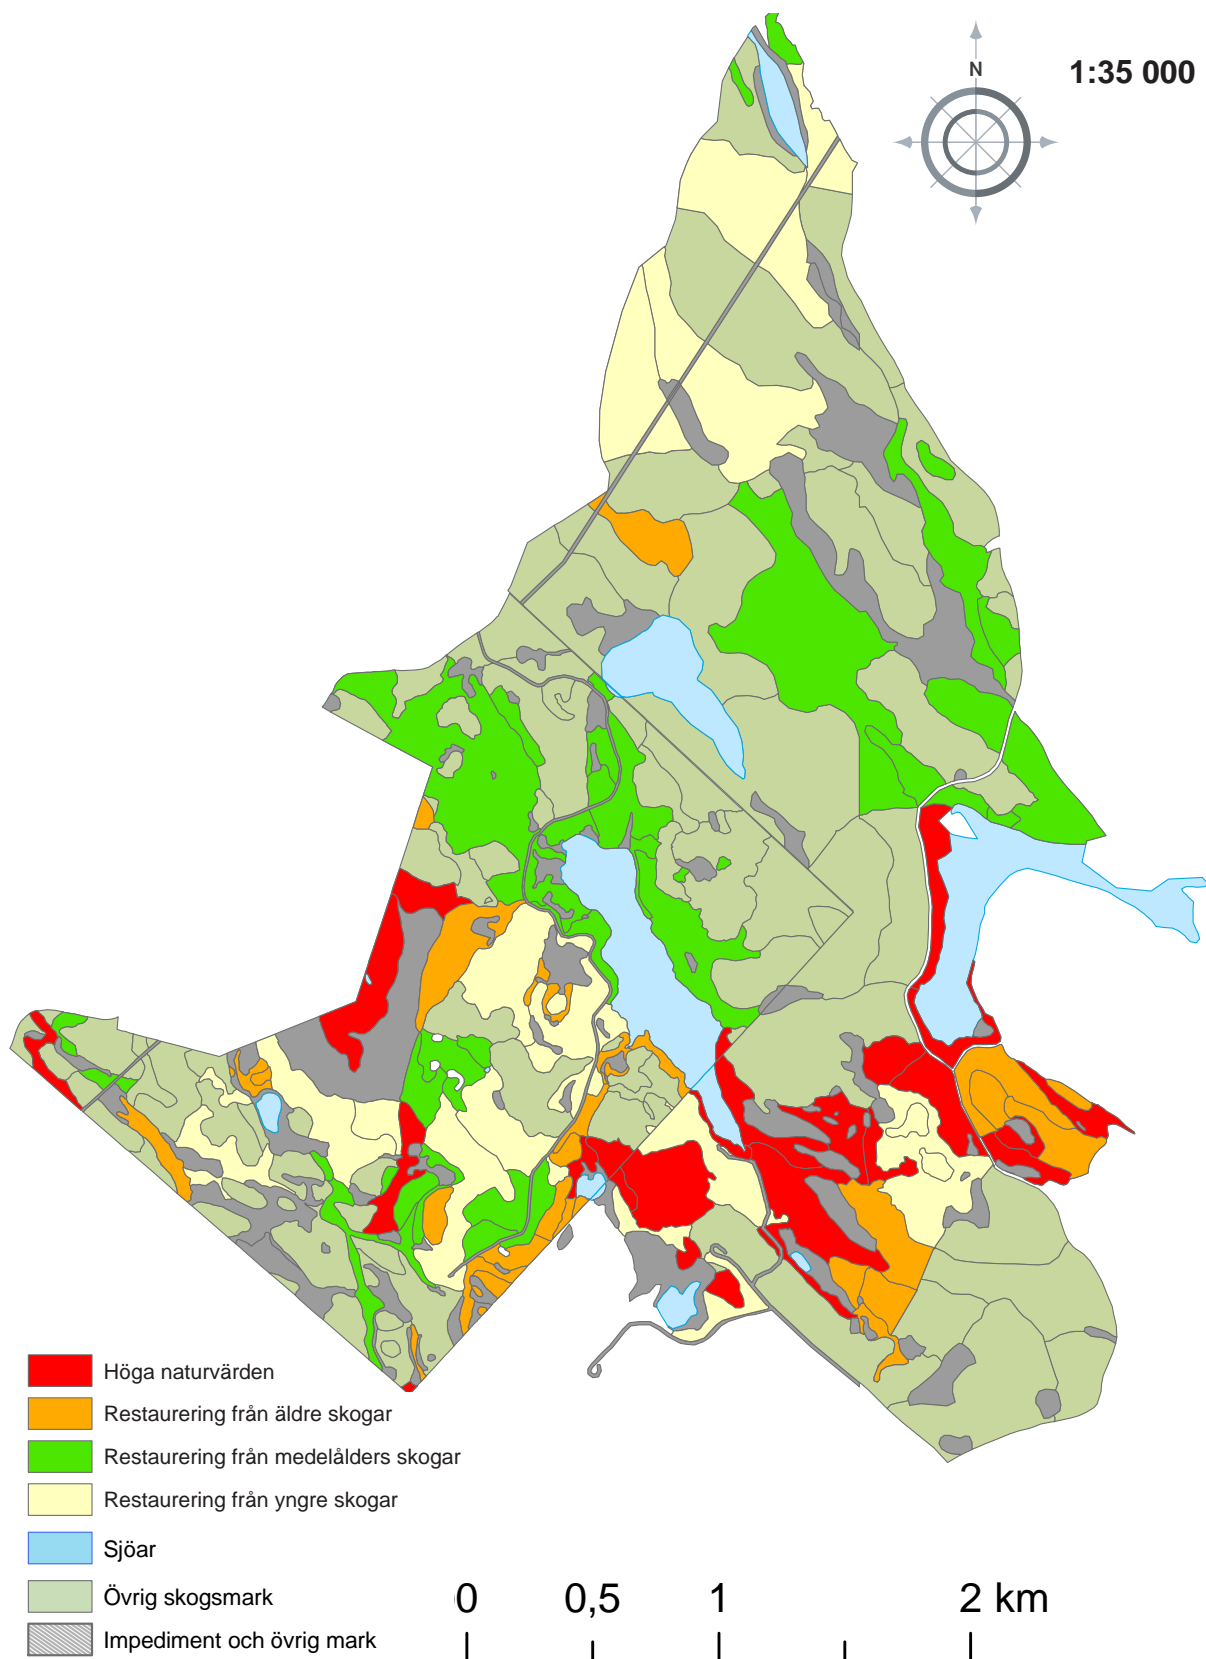 N
1:35 000
Höga naturvärden
Restaurering från äldre skogar
Restaurering från medelålders skogar
Restaurering från yngre skogar
Sjöar
Övrig skogsmark
Impediment och övrig mark
0 0,5 1 2 km